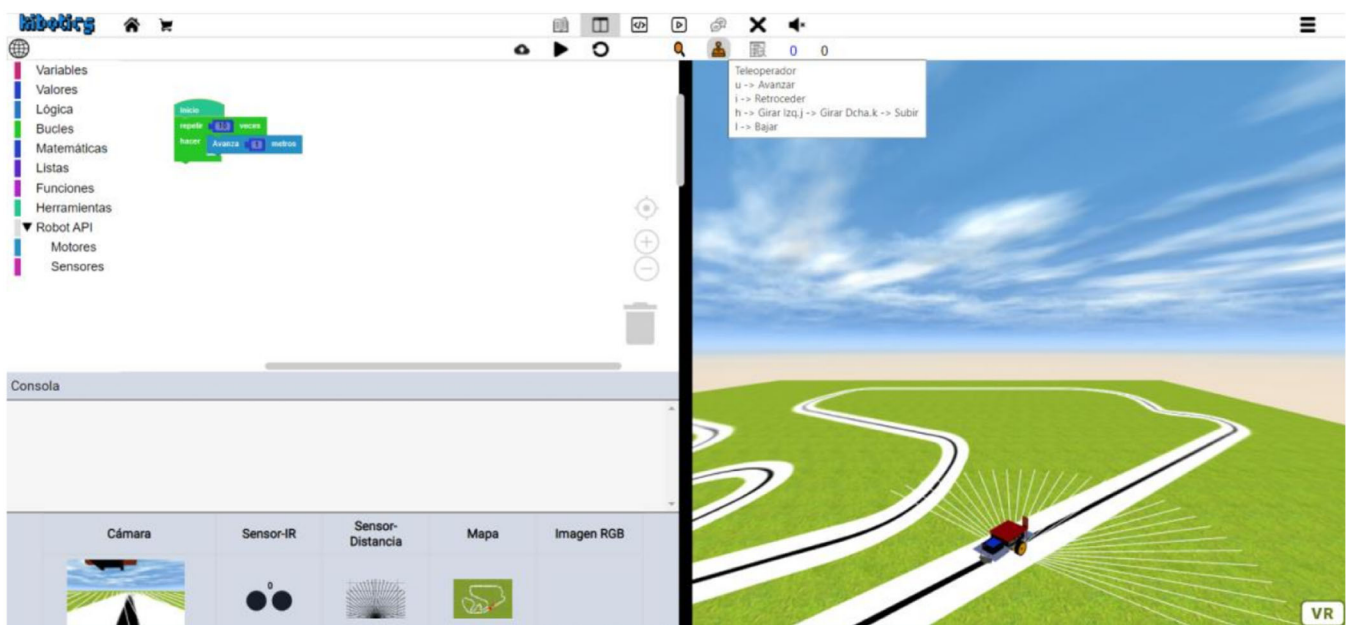 kibotics
0 0
Variables
Valores
Lógica
Bucles
Matemáticas
Listas
Funciones
Herramientas
▼ Robot API
Motores
Sensores
Inicio
repetir 10 veces
hacer Avanza 1 metros
Teleoperador
u -> Avanzar
i -> Retroceder
h -> Girar Izq.j -> Girar Dcha.k -> Subir
l -> Bajar
Consola
Cámara
Sensor-IR
Sensor-
Distancia
Mapa
Imagen RGB
0
VR